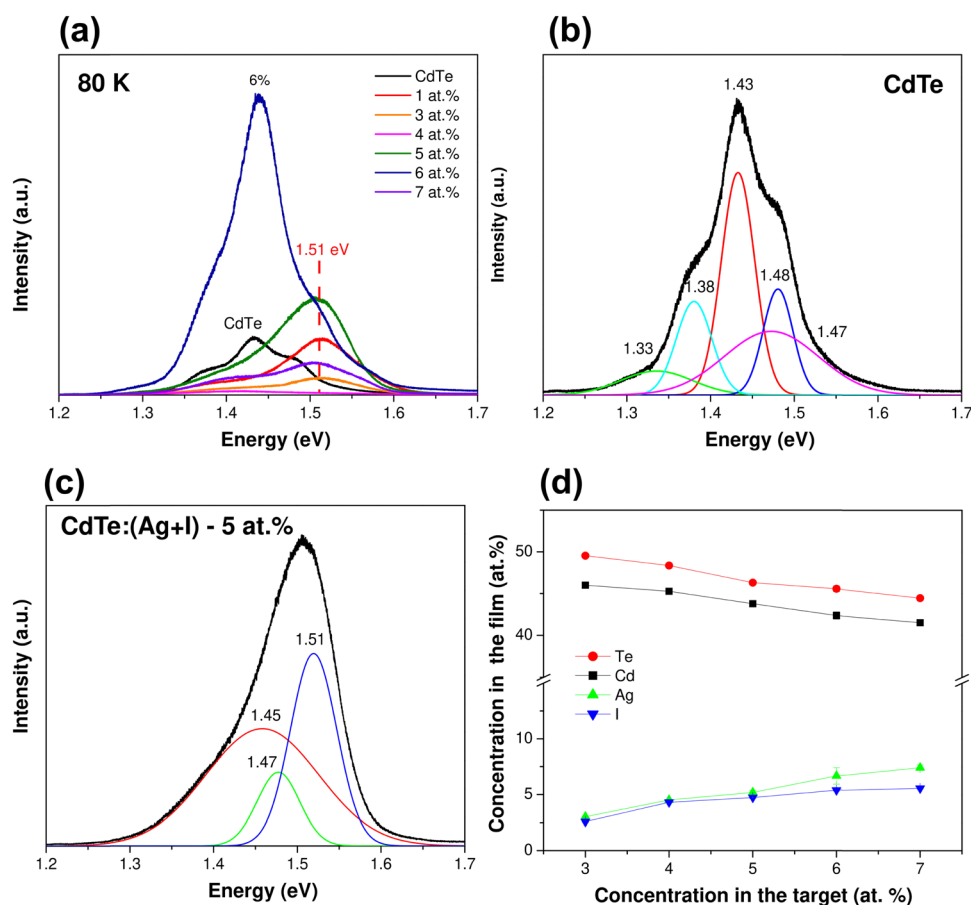 (a)
80 K
6%
CdTe
1 at.%
3 at.%
4 at.%
5 at.%
6 at.%
7 at.%
1.51 eV
CdTe
Intensity (a.u.)
1.2 1.3 1.4 1.5 1.6 1.7
Energy (eV)
(b)
CdTe
1.43
1.38
1.48
1.33
1.47
Intensity (a.u.)
1.2 1.3 1.4 1.5 1.6 1.7
Energy (eV)
(c)
CdTe:(Ag+I) - 5 at.%
1.51
1.45
1.47
Intensity (a.u.)
1.2 1.3 1.4 1.5 1.6 1.7
Energy (eV)
(d)
Concentration in the film (at.%)
50
40
Te
Cd
Ag
I
10
5
0
3 4 5 6 7
Concentration in the target (at. %)